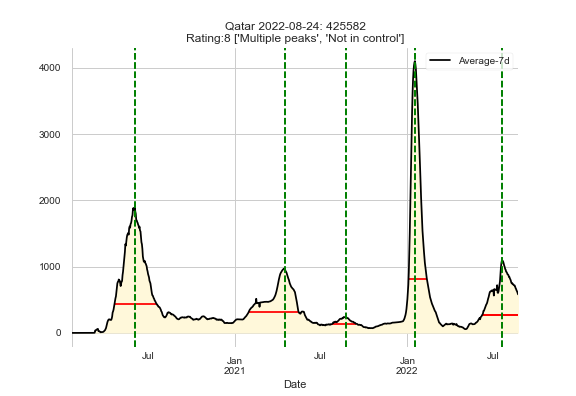 Qatar 2022-08-24: 425582
Rating:8 ['Multiple peaks', 'Not in control']
Average-7d
4000
3000
2000
1000
0
Jul
Jan
2021
Jul
Jan
2022
Jul
Date